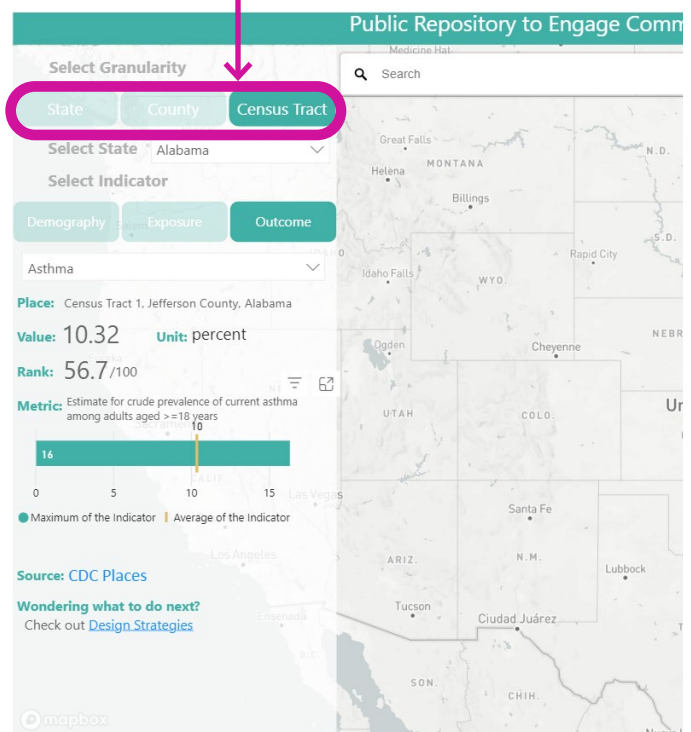 Public Repository to Engage Comm
Select Granularity
State County Census Tract
Select State Alabama
Select Indicator
Demography Exposure Outcome
Asthma
Place: Census Tract 1, Jefferson County, Alabama
Value: 10.32 Unit: percent
Rank: 56.7/100
Metric: Estimate for crude prevalence of current asthma
among adults aged >=18 years
10
16
0 5 10 15
Maximum of the Indicator Average of the Indicator
Source: CDC Places
Wondering what to do next?
Check out Design Strategies
mapbox
Medicine Hat
Search
Great Falls
N.D.
Helena
MONTANA
Billings
S.D.
Rapid City
Idaho Falls
WYO.
NEBR
Ogden
Cheyenne
UTAH
COLO.
Un
Sacramento
CALIF.
Las Vegas
Santa Fe
Los Angeles
ARIZ.
N.M.
Lubbock
Tucson
Ciudad Juárez
Ensenada
B.C.
SON.
CHIH.